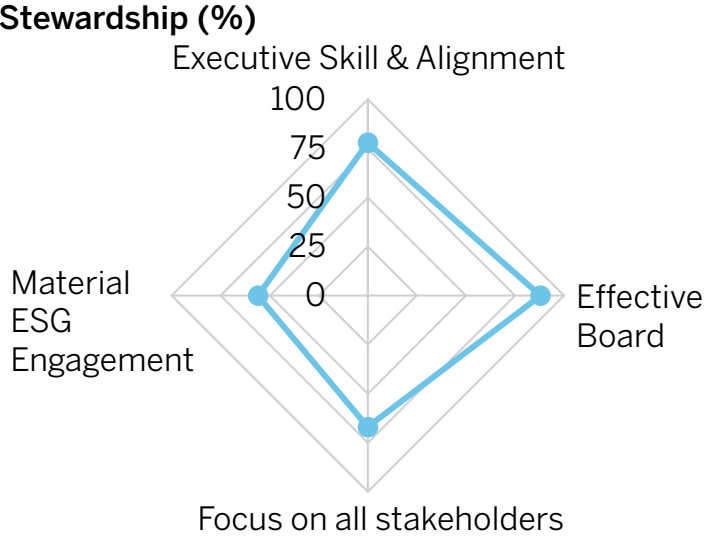 Stewardship (%)
Executive Skill & Alignment
100
75
50
25
0
Material
ESG
Engagement
Effective
Board
Focus on all stakeholders